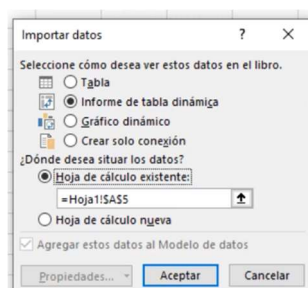 Importar datos ? X
Seleccione cómo desea ver estos datos en el libro.
Tabla
Informe de tabla dinámica
Gráfico dinámico
Crear solo conexión
¿Dónde desea situar los datos?
Hoja de cálculo existente:
=Hoja1!$A$5
Hoja de cálculo nueva
Agregar estos datos al Modelo de datos
Propiedades... Aceptar Cancelar